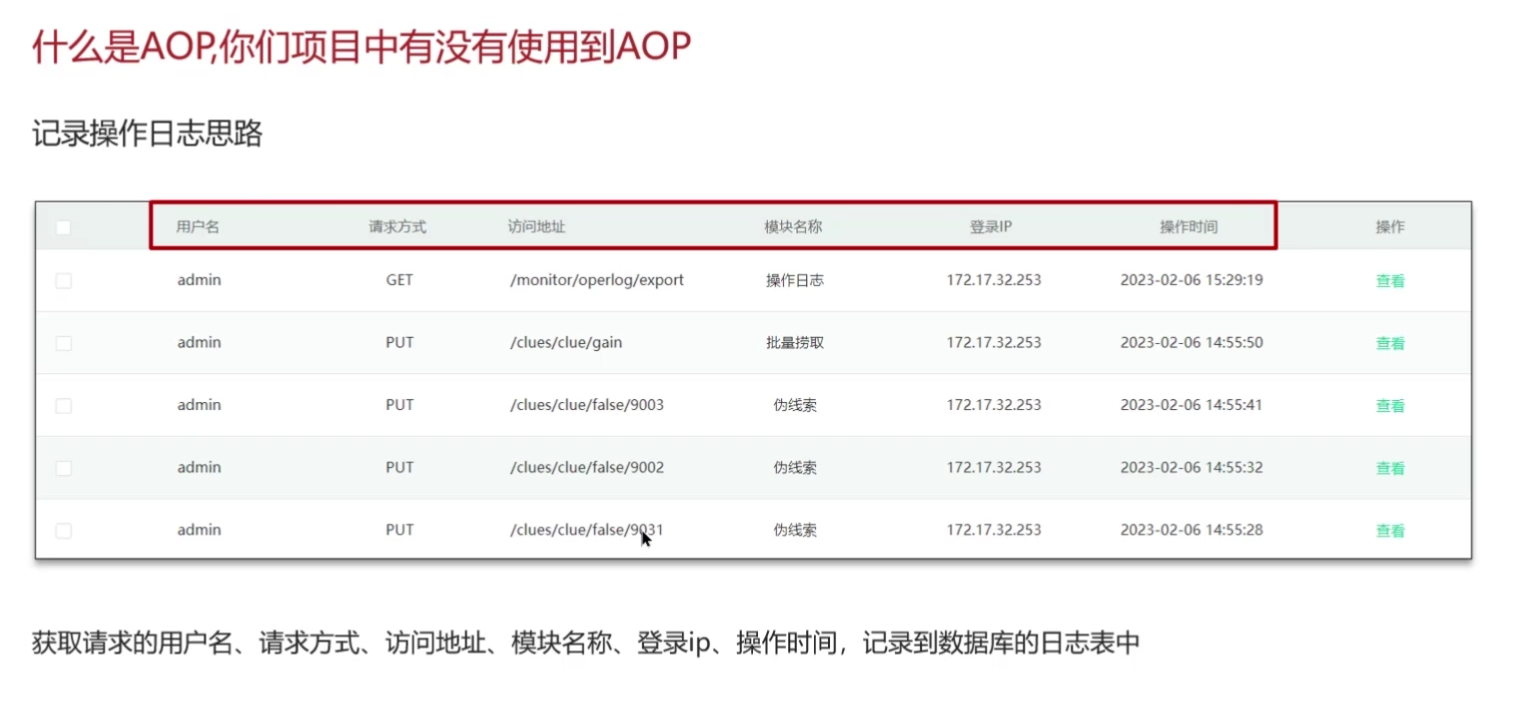 什么是AOP,你们项目中有没有使用到AOP
记录操作日志思路
用户名 请求方式 访问地址 模块名称 登录IP 操作时间 操作
admin GET /monitor/operlog/export 操作日志 172.17.32.253 2023-02-06 15:29:19 查看
admin PUT /clues/clue/gain 批量捞取 172.17.32.253 2023-02-06 14:55:50 查看
admin PUT /clues/clue/false/9003 伪线索 172.17.32.253 2023-02-06 14:55:41 查看
admin PUT /clues/clue/false/9002 伪线索 172.17.32.253 2023-02-06 14:55:32 查看
admin PUT /clues/clue/false/9031 伪线索 172.17.32.253 2023-02-06 14:55:28 查看
获取请求的用户名、请求方式、访问地址、模块名称、登录ip、操作时间，记录到数据库的日志表中